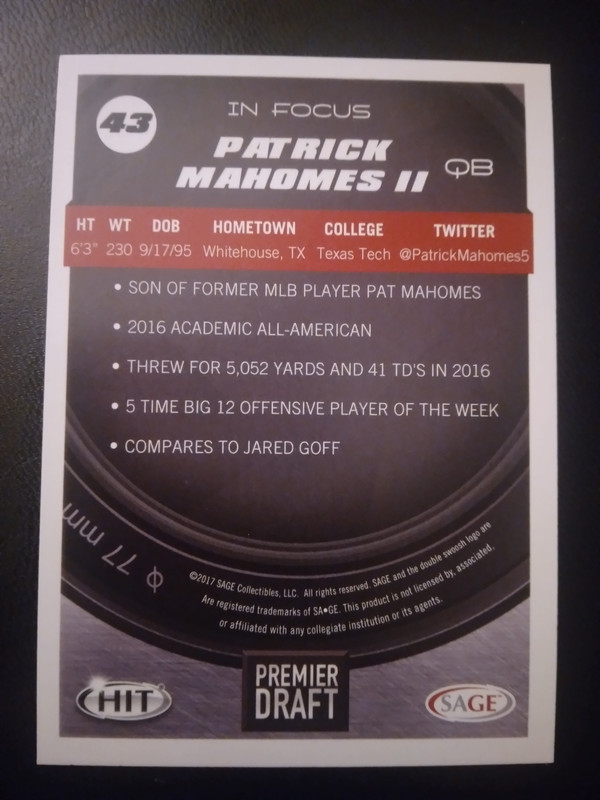 43
IN FOCUS
PATRICK
MAHOMES II
QB
HT WT DOB HOMETOWN COLLEGE TWITTER
6'3" 230 9/17/95 Whitehouse, TX Texas Tech @PatrickMahomes5
• SON OF FORMER MLB PLAYER PAT MAHOMES
• 2016 ACADEMIC ALL-AMERICAN
• THREW FOR 5,052 YARDS AND 41 TD'S IN 2016
• 5 TIME BIG 12 OFFENSIVE PLAYER OF THE WEEK
• COMPARES TO JARED GOFF
ø 77 mm
©2017 SAGE Collectibles, LLC. All rights reserved. SAGE and the double swoosh logo are
Are registered trademarks of SA•GE. This product is not licensed by, associated,
or affiliated with any collegiate institution or its agents.
HIT
PREMIER
DRAFT
SAGE